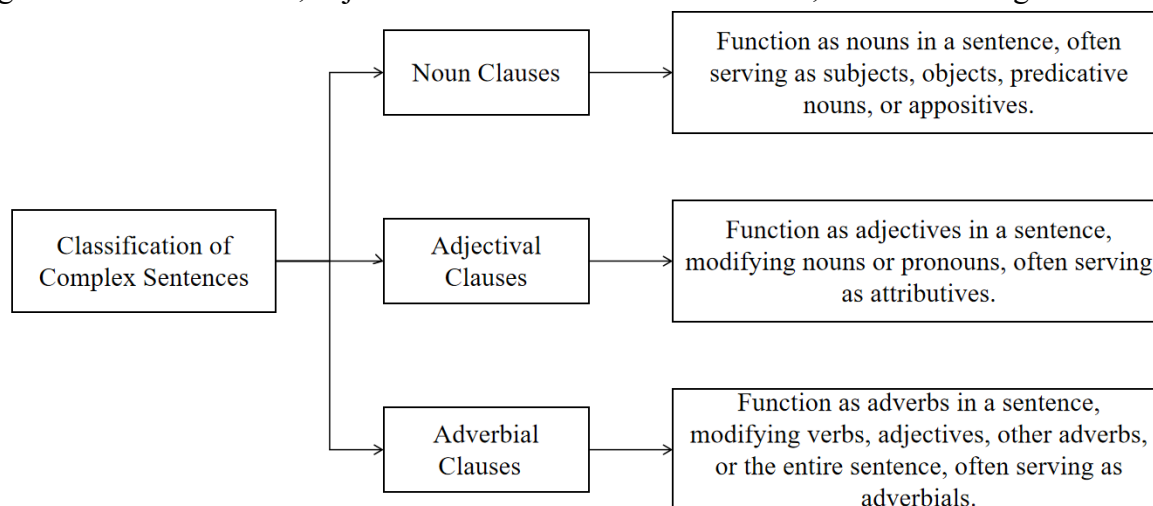 Noun Clauses
Function as nouns in a sentence, often
serving as subjects, objects, predicative
nouns, or appositives.
Classification of
Complex Sentences
Adjectival
Clauses
Function as adjectives in a sentence,
modifying nouns or pronouns, often serving
as attributives.
Adverbial
Clauses
Function as adverbs in a sentence,
modifying verbs, adjectives, other adverbs,
or the entire sentence, often serving as
adverbials.